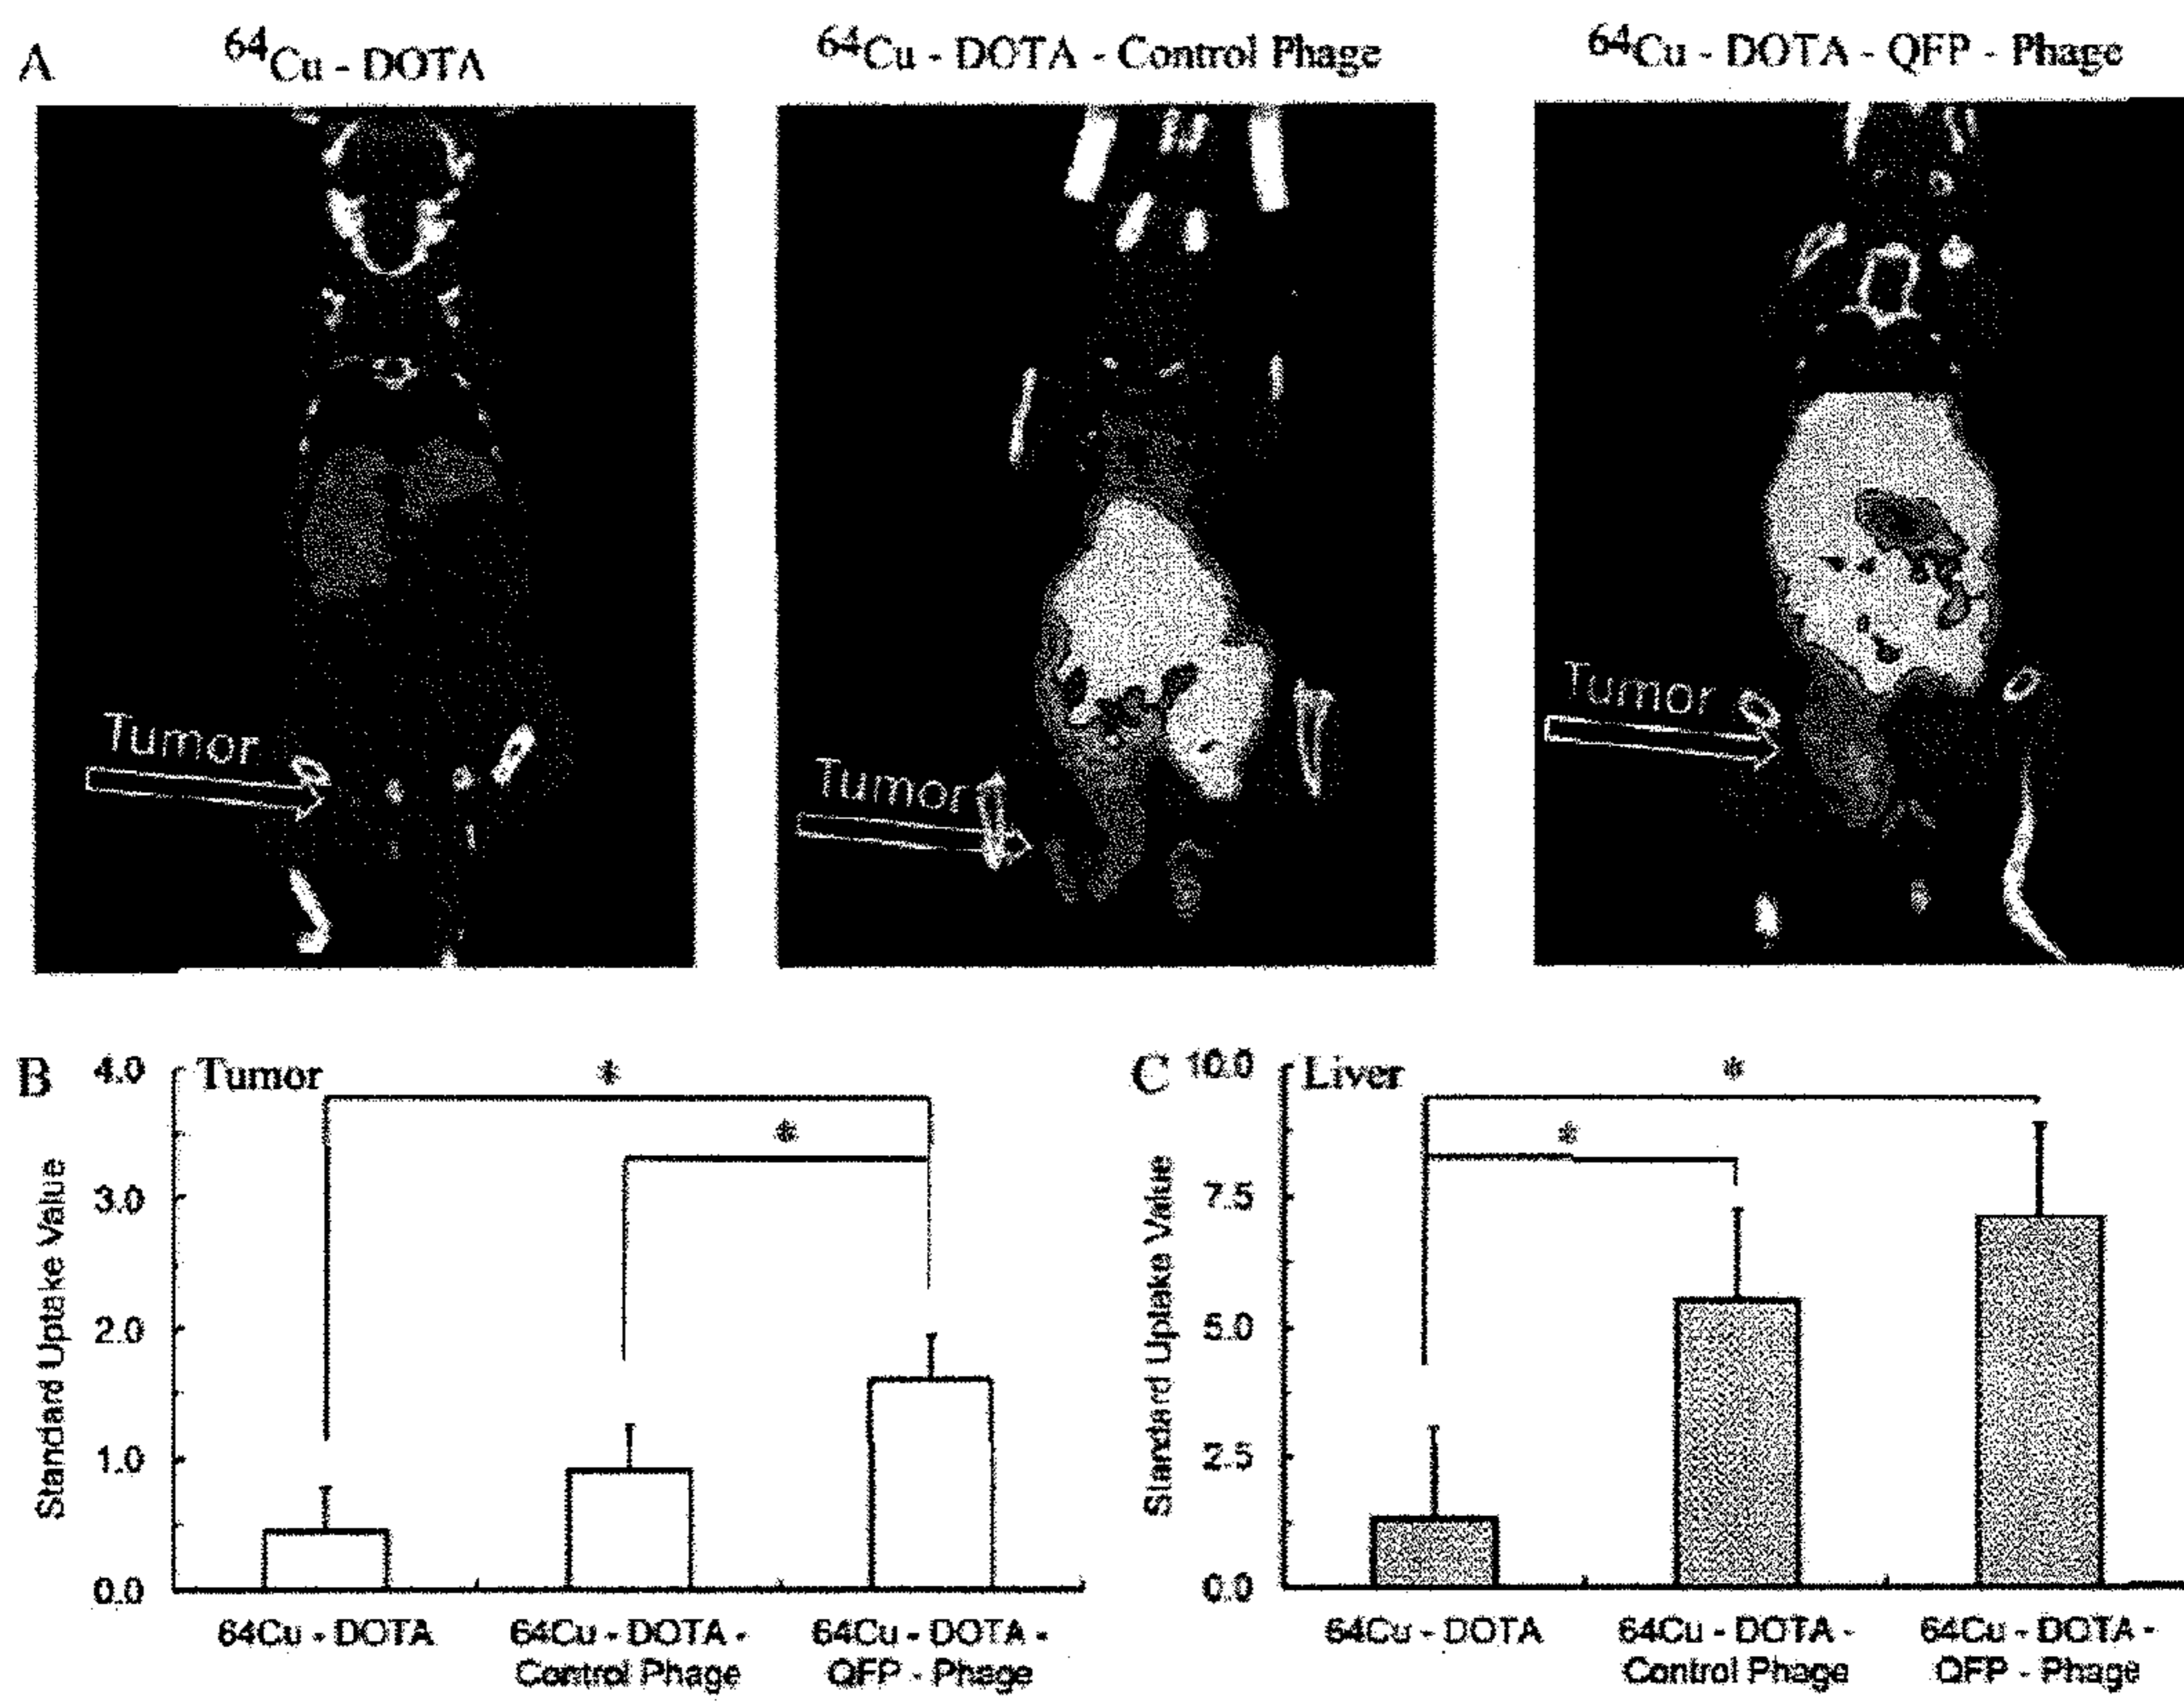 A
64Cu - DOTA
64Cu - DOTA - Control Phage
64Cu - DOTA - QFP - Phage
Tumor
Tumor
Tumor
B
Tumor
Standard Uptake Value
4.0
3.0
2.0
1.0
0.0
*
*
64Cu - DOTA
64Cu - DOTA -
Control Phage
64Cu - DOTA -
QFP - Phage
C
Liver
Standard Uptake Value
10.0
7.5
5.0
2.5
0.0
*
*
64Cu - DOTA
64Cu - DOTA -
Control Phage
64Cu - DOTA -
QFP - Phage